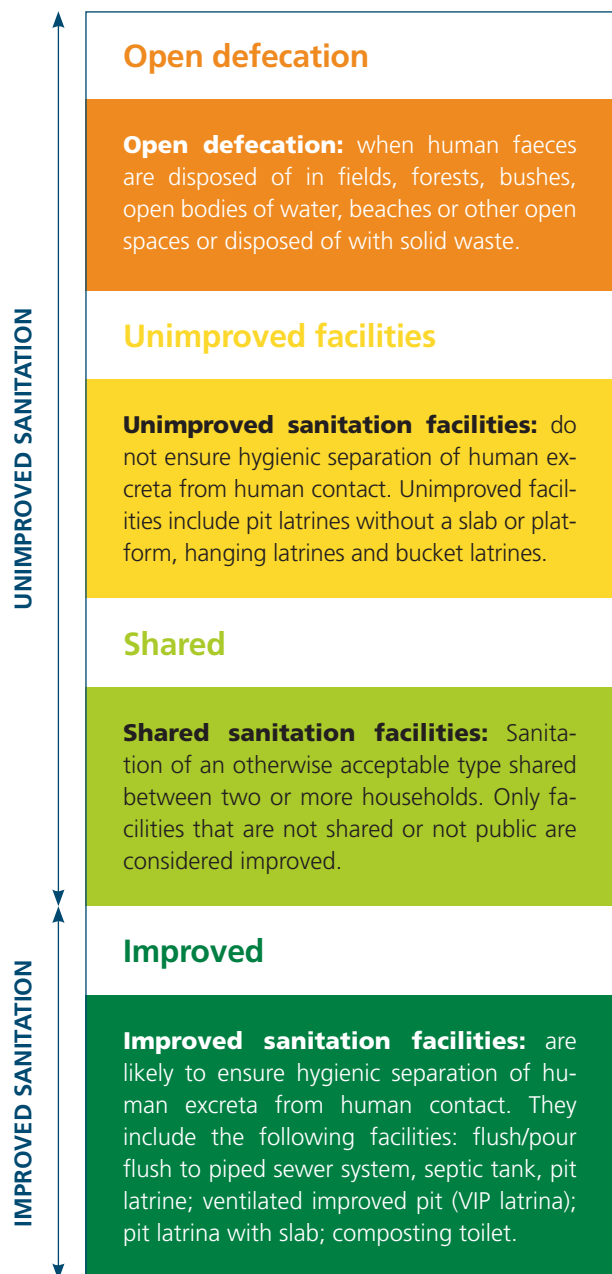 UNIMPROVED SANITATION
Open defecation
Open defecation: when human faeces
are disposed of in fields, forests, bushes,
open bodies of water, beaches or other open
spaces or disposed of with solid waste.
Unimproved facilities
Unimproved sanitation facilities: do
not ensure hygienic separation of human ex-
creta from human contact. Unimproved facil-
ities include pit latrines without a slab or plat-
form, hanging latrines and bucket latrines.
Shared
Shared sanitation facilities: Sanita-
tion of an otherwise acceptable type shared
between two or more households. Only fa-
cilities that are not shared or not public are
considered improved.
IMPROVED SANITATION
Improved
Improved sanitation facilities: are
likely to ensure hygienic separation of hu-
man excreta from human contact. They
include the following facilities: flush/pour
flush to piped sewer system, septic tank, pit
latrine; ventilated improved pit (VIP latrina);
pit latrina with slab; composting toilet.